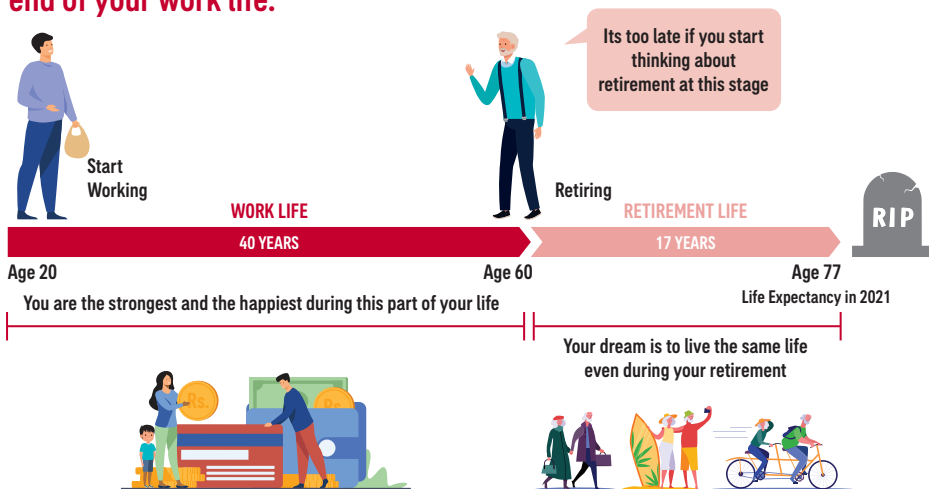 end of your work life.
Its too late if you start
thinking about
retirement at this stage
Start
Working
Retiring
WORK LIFE
RETIREMENT LIFE
RIP
40 YEARS
17 YEARS
Age 20
Age 60
Age 77
Life Expectancy in 2021
You are the strongest and the happiest during this part of your life
Your dream is to live the same life
even during your retirement
Rs.
Rs.